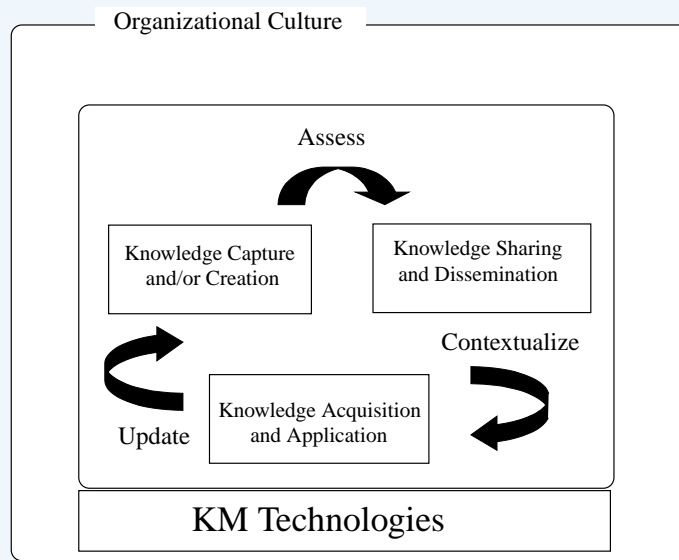 Organizational Culture
Assess
Knowledge Capture
and/or Creation
Knowledge Sharing
and Dissemination
Contextualize
Knowledge Acquisition
and Application
Update
KM Technologies